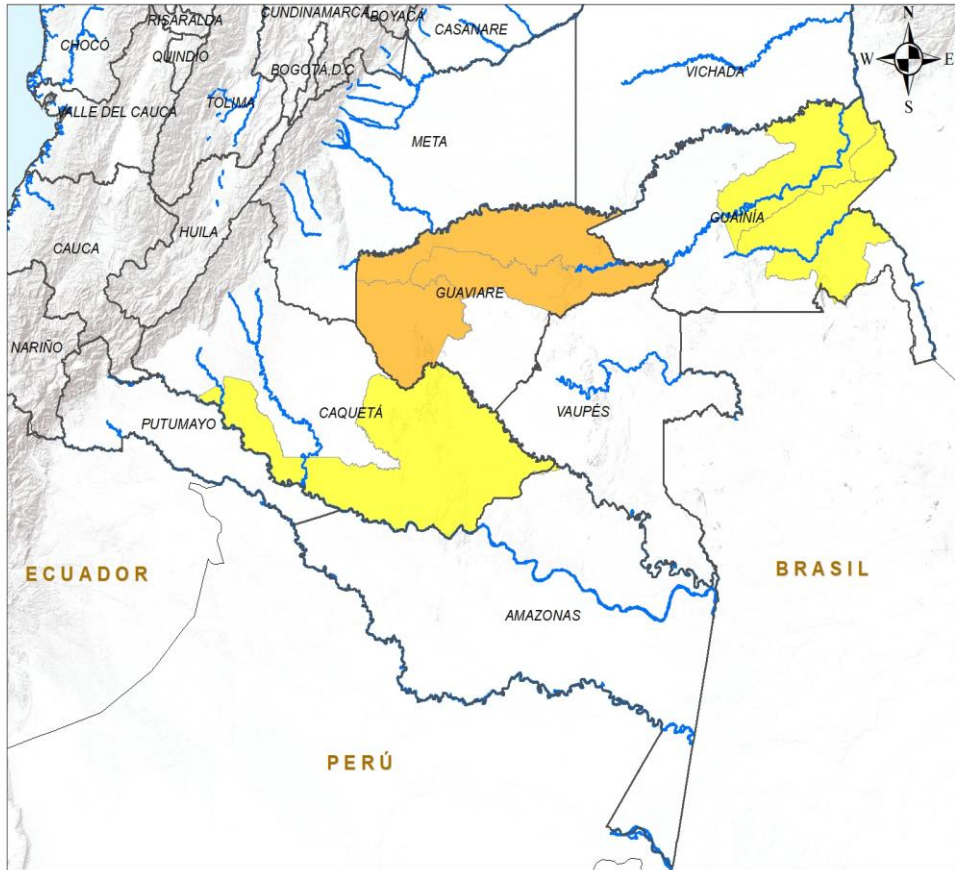 CUNDINAMARCA
BOYACÁ
RISARALDA
CASANARE
N
CHOCÓ
QUINDIO
W
E
BOGOTÁ,D.C
VICHADA
S
TOLIMA
VALLE DEL CAUCA
META
GUAINÍA
HUILA
CAUCA
GUAVIARE
NARIÑO
CAQUETÁ
VAUPÉS
PUTUMAYO
ECUADOR
BRASIL
AMAZONAS
PERÚ